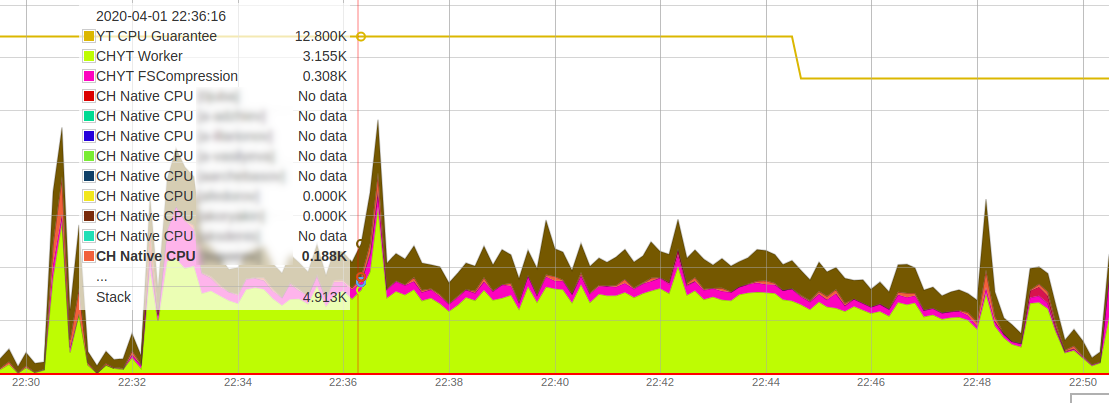 2020-04-01 22:36:16
YT CPU Guarantee 12.800K
CHYT Worker 3.155K
CHYT FSCompression 0.308K
CH Native CPU No data
CH Native CPU No data
CH Native CPU No data
CH Native CPU No data
CH Native CPU No data
CH Native CPU 0.000K
CH Native CPU 0.000K
CH Native CPU No data
CH Native CPU 0.188K
...
Stack 4.913K
22:30 22:32 22:34 22:36 22:38 22:40 22:42 22:44 22:46 22:48 22:50